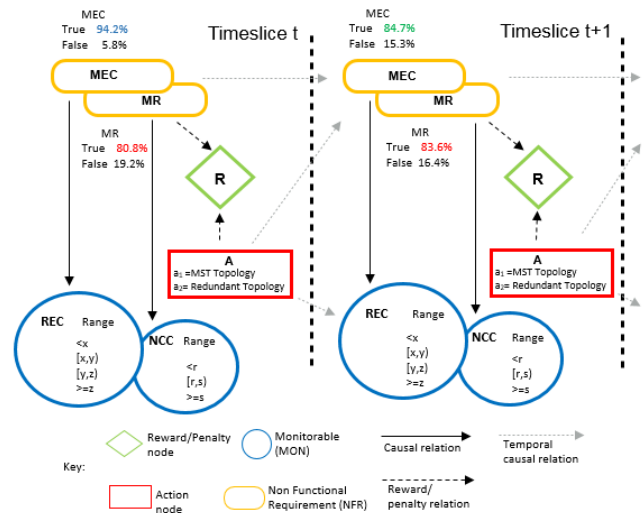 MEC
True 94.2%
False 5.8%
Timeslice t
MEC
MR
MR
True 80.8%
False 19.2%
R
A
a₁ =MST Topology
a₂= Redundant Topology
REC Range
<x
[x,y)
[y,z)
>=z
NCC Range
<r
[r,s)
>=s
MEC
True 84.7%
False 15.3%
Timeslice t+1
MEC
MR
MR
True 83.6%
False 16.4%
R
A
a₁ =MST Topology
a₂= Redundant Topology
REC Range
<x
[x,y)
[y,z)
>=z
NCC Range
<r
[r,s)
>=s
Key:
Reward/Penalty
node
Monitorable
(MON)
Causal relation
Temporal
causal relation
Action
node
Non Functional
Requirement (NFR)
Reward/
penalty relation